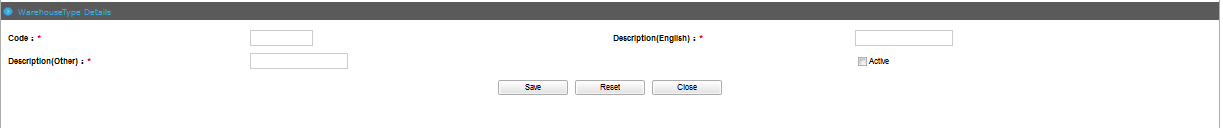 WarehouseType Details
Code : * Description(English) : *
Description(Other) : * Active
Save Reset Close